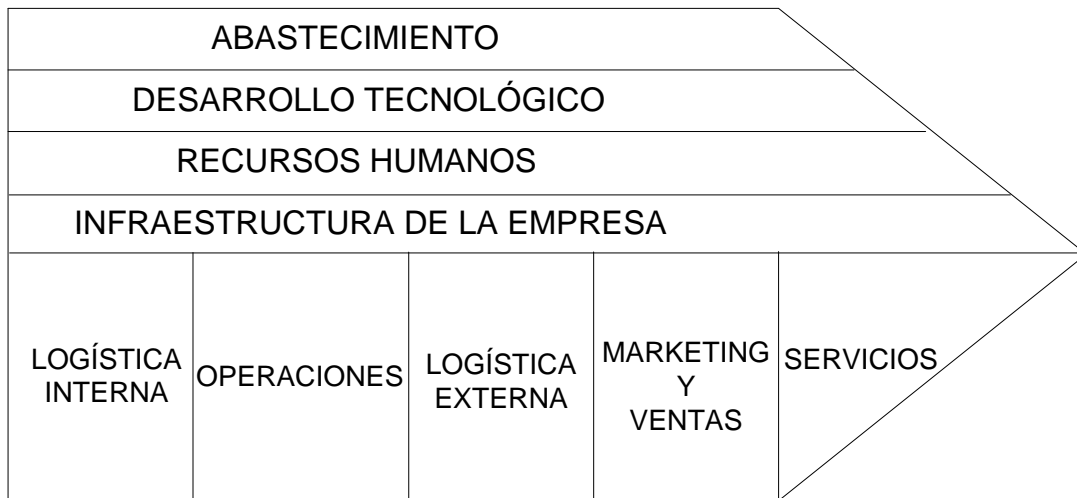 ABASTECIMIENTO
DESARROLLO TECNOLÓGICO
RECURSOS HUMANOS
INFRAESTRUCTURA DE LA EMPRESA
LOGÍSTICA
INTERNA
OPERACIONES
LOGÍSTICA
EXTERNA
MARKETING
Y
VENTAS
SERVICIOS